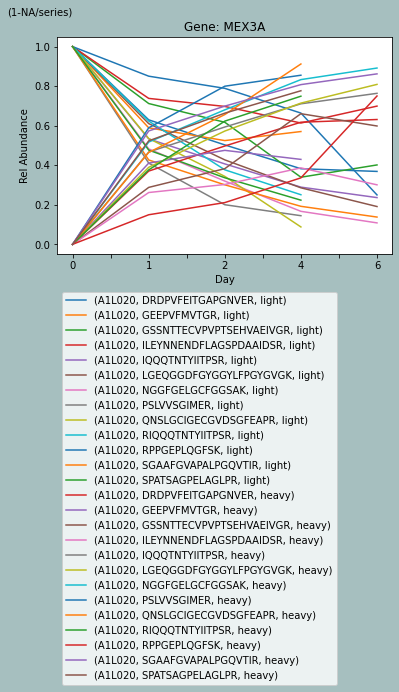 (1-NA/series)
Gene: MEX3A
Rel Abundance
1.0
0.8
0.6
0.4
0.2
0.0
0 1 2 4 6
Day
(A1L020, DRDPVFEITGAPGNVER, light)
(A1L020, GEEPVFMVTGR, light)
(A1L020, GSSNTTECVPVPTSEHVAEIVGR, light)
(A1L020, ILEYNNENDFLAGSPDAAIDSR, light)
(A1L020, IQQQTNTYIITPSR, light)
(A1L020, LGEQGGDFGYGGYLFPGYGVGK, light)
(A1L020, NGGFGELGCFGGSAK, light)
(A1L020, PSLVVSGIMER, light)
(A1L020, QNSLGCIGECGVDSGFEAPR, light)
(A1L020, RIQQQTNTYIITPSR, light)
(A1L020, RPPGEPLQGFSK, light)
(A1L020, SGAAFGVAPALPGQVTIR, light)
(A1L020, SPATSAGPELAGLPR, light)
(A1L020, DRDPVFEITGAPGNVER, heavy)
(A1L020, GEEPVFMVTGR, heavy)
(A1L020, GSSNTTECVPVPTSEHVAEIVGR, heavy)
(A1L020, ILEYNNENDFLAGSPDAAIDSR, heavy)
(A1L020, IQQQTNTYIITPSR, heavy)
(A1L020, LGEQGGDFGYGGYLFPGYGVGK, heavy)
(A1L020, NGGFGELGCFGGSAK, heavy)
(A1L020, PSLVVSGIMER, heavy)
(A1L020, QNSLGCIGECGVDSGFEAPR, heavy)
(A1L020, RIQQQTNTYIITPSR, heavy)
(A1L020, RPPGEPLQGFSK, heavy)
(A1L020, SGAAFGVAPALPGQVTIR, heavy)
(A1L020, SPATSAGPELAGLPR, heavy)